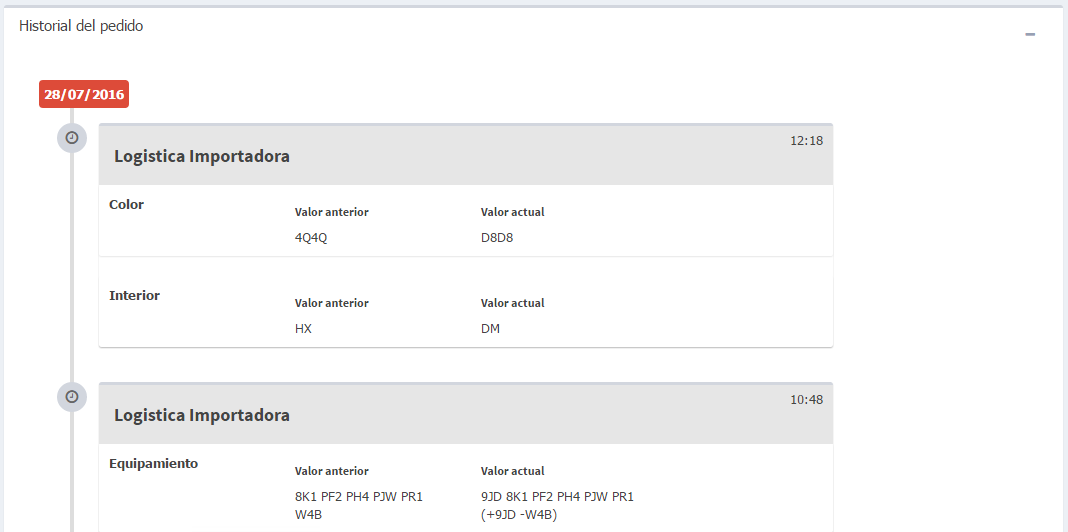 Historial del pedido
28/07/2016
12:18
Logistica Importadora
Color
Valor anterior
Valor actual
4Q4Q
D8D8
Interior
Valor anterior
Valor actual
HX
DM
10:48
Logistica Importadora
Equipamiento
Valor anterior
Valor actual
8K1 PF2 PH4 PJW PR1
W4B
9JD 8K1 PF2 PH4 PJW PR1
(+9JD -W4B)